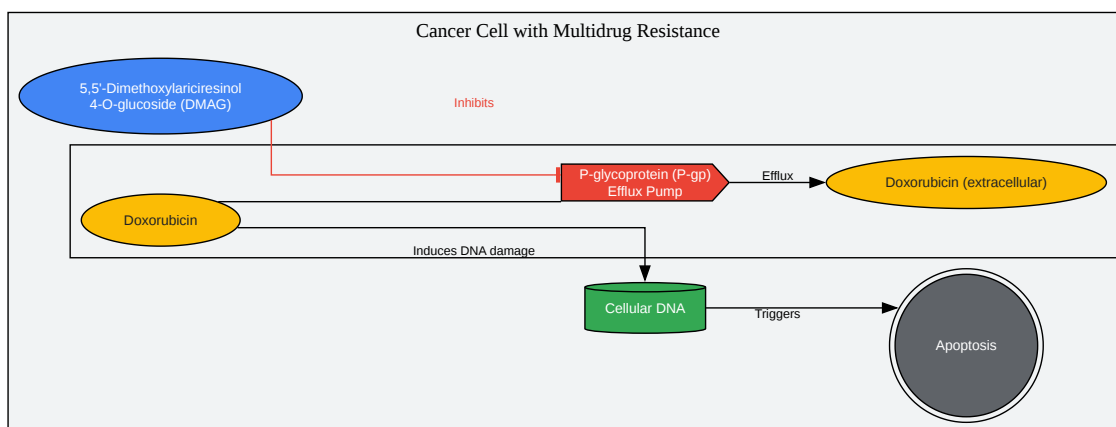 Cancer Cell with Multidrug Resistance
5,5'-Dimethoxylariciresinol
4-O-glucoside (DMAG)
Inhibits
P-glycoprotein (P-gp)
Efflux Pump
Efflux
Doxorubicin (extracellular)
Doxorubicin
Induces DNA damage
Cellular DNA
Triggers
Apoptosis